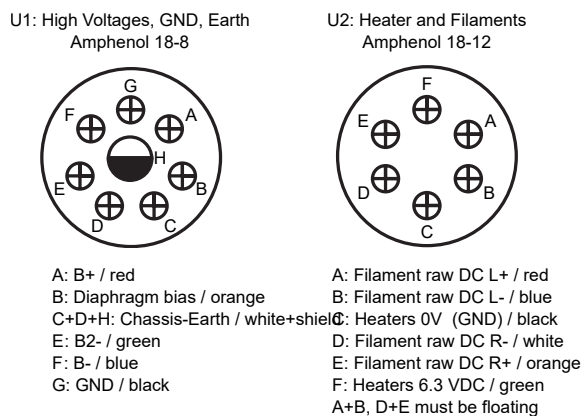 U1: High Voltages, GND, Earth
Amphenol 18-8
G
F
A
H
E
B
D
C
A: B+ / red
B: Diaphragm bias / orange
C+D+H: Chassis-Earth / white+shield
E: B2- / green
F: B- / blue
G: GND / black
U2: Heater and Filaments
Amphenol 18-12
F
E
A
D
B
C
A: Filament raw DC L+ / red
B: Filament raw DC L- / blue
C: Heaters 0V (GND) / black
D: Filament raw DC R- / white
E: Filament raw DC R+ / orange
F: Heaters 6.3 VDC / green
A+B, D+E must be floating